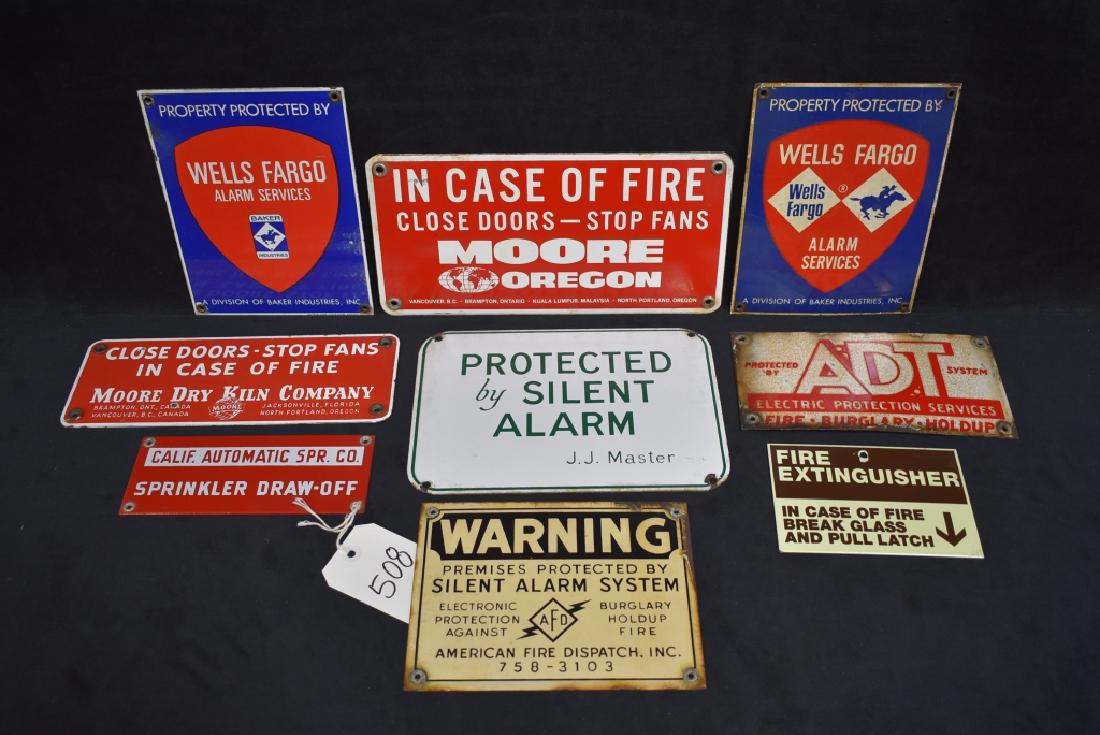 PROPERTY PROTECTED BY
WELLS FARGO
ALARM SERVICES
BAKER
INDUSTRIES
A DIVISION OF BAKER INDUSTRIES, INC
IN CASE OF FIRE
CLOSE DOORS — STOP FANS
MOORE
OREGON
VANCOUVER, B.C. - BRAMPTON, ONTARIO - KUALA LUMPUR, MALAYSIA - NORTH PORTLAND, OREGON
PROPERTY PROTECTED BY
WELLS FARGO
Wells
Fargo
®
ALARM
SERVICES
A DIVISION OF BAKER INDUSTRIES, INC
CLOSE DOORS - STOP FANS
IN CASE OF FIRE
MOORE DRY KILN COMPANY
BRAMPTON, ONT., CANADA
VANCOUVER, B.C., CANADA
MOORE
JACKSONVILLE, FLORIDA
NORTH PORTLAND, OREGON
PROTECTED
by SILENT
ALARM
J.J. Master
PROTECTED
BY
ADT
SYSTEM
ELECTRIC PROTECTION SERVICES
FIRE · BURGLARY · HOLDUP
CALIF. AUTOMATIC SPR. CO.
SPRINKLER DRAW-OFF
508
FIRE
EXTINGUISHER
IN CASE OF FIRE
BREAK GLASS
AND PULL LATCH
WARNING
PREMISES PROTECTED BY
SILENT ALARM SYSTEM
ELECTRONIC
PROTECTION
AGAINST
AFD
BURGLARY
HOLDUP
FIRE
AMERICAN FIRE DISPATCH, INC.
758-3103